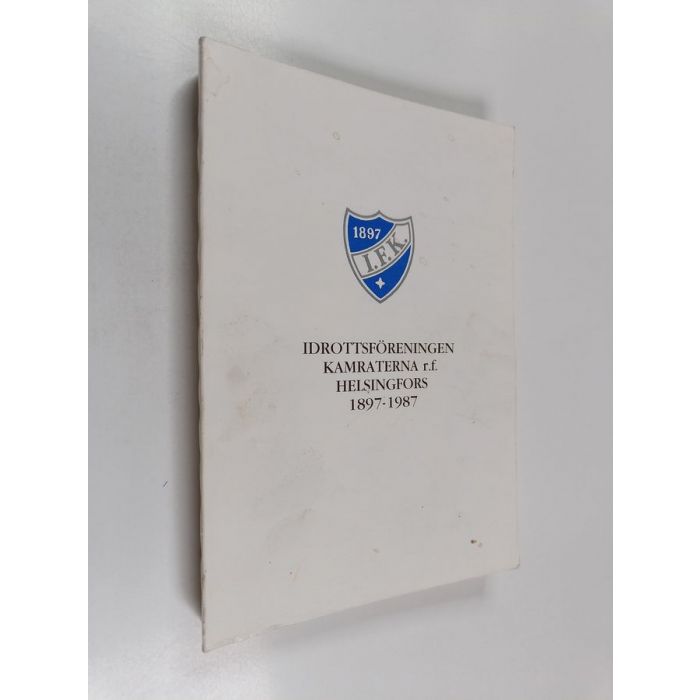 1897
I.F.K.
IDROTTSFÖRENINGEN
KAMRATERNA r.f.
HELSINGFORS
1897-1987